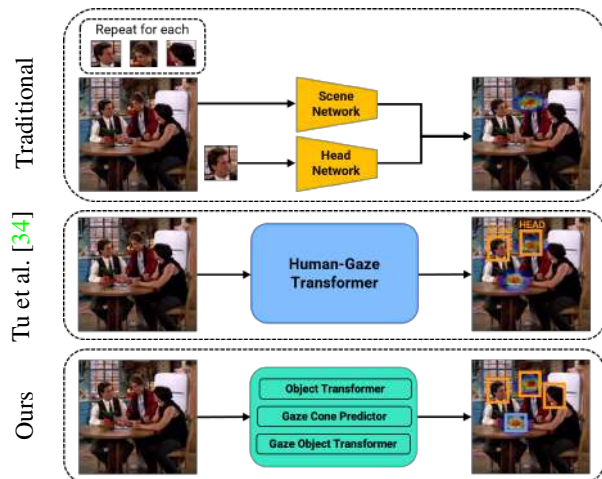 Traditional
Repeat for each
Scene
Network
Head
Network
Tu et al. [34]
Human-Gaze
Transformer
HEAD
Ours
Object Transformer
Gaze Cone Predictor
Gaze Object Transformer